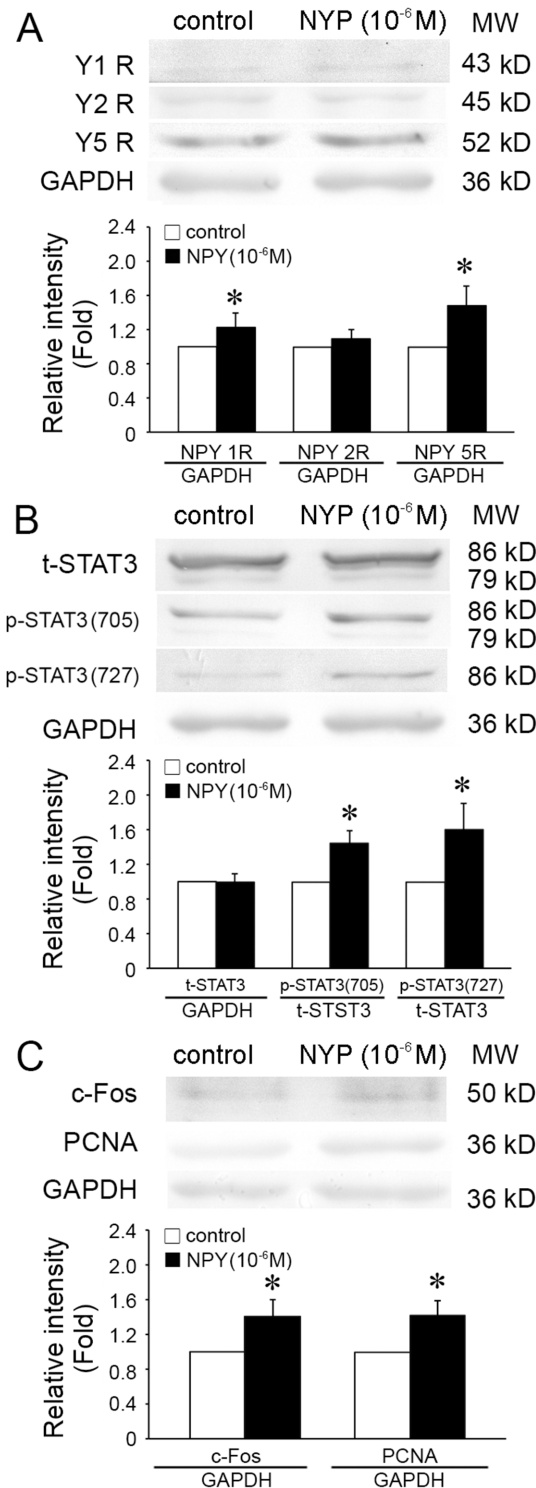 A
control NYP (10⁻⁶M) MW
Y1 R 43 kD
Y2 R 45 kD
Y5 R 52 kD
GAPDH 36 kD
Relative intensity (Fold)
2.4
2.0
1.6
1.2
0.8
0.4
0
control
NPY(10⁻⁶M)
*
*
NPY 1R NPY 2R NPY 5R
GAPDH GAPDH GAPDH
B
control NYP (10⁻⁶M) MW
t-STAT3 86 kD
79 kD
p-STAT3(705) 86 kD
79 kD
p-STAT3(727) 86 kD
GAPDH 36 kD
Relative intensity (Fold)
2.4
2.0
1.6
1.2
0.8
0.4
0
control
NPY(10⁻⁶M)
*
*
t-STAT3 p-STAT3(705) p-STAT3(727)
GAPDH t-STST3 t-STAT3
C
control NYP (10⁻⁶M) MW
c-Fos 50 kD
PCNA 36 kD
GAPDH 36 kD
Relative intensity (Fold)
2.4
2.0
1.6
1.2
0.8
0.4
0
control
NPY(10⁻⁶M)
*
*
c-Fos PCNA
GAPDH GAPDH